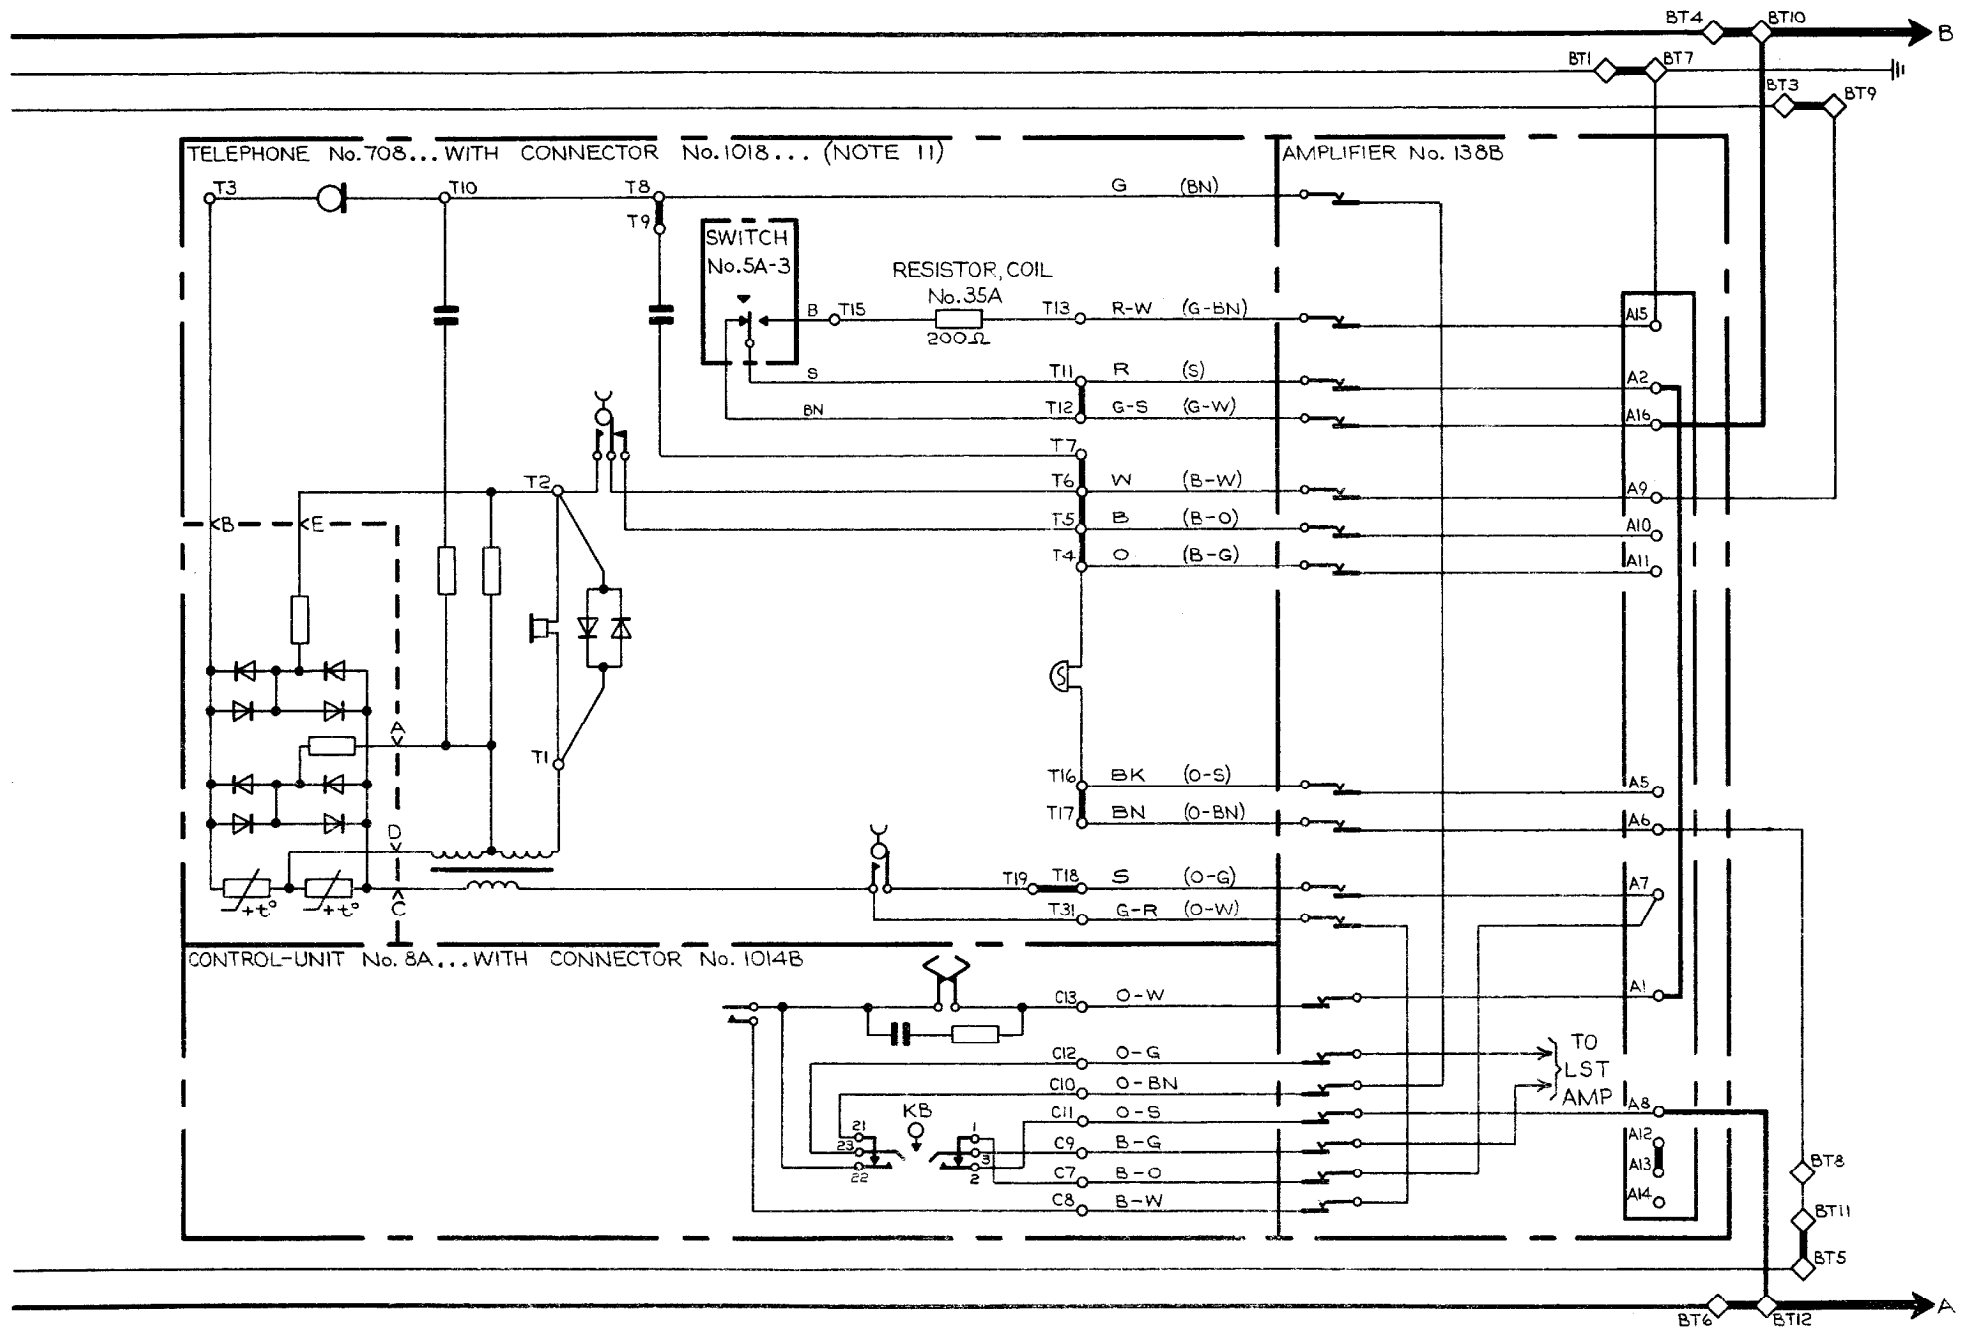 BT4 BT10
B
BT1 BT7
BT3 BT9
TELEPHONE No.708...WITH CONNECTOR No.1018... (NOTE 11)
AMPLIFIER No. 138B
T3 T10 T8 G (BN)
T9
SWITCH
No.5A-3
RESISTOR, COIL
No.35A
200Ω
B T15 T13 R-W (G-BN) A15
S T11 R (S) A2
BN T12 G-S (G-W) A16
T7
T2 T6 W (B-W) A9
T5 B (B-O) A10
T4 O (B-G) A11
B E
A
T1
T16 BK (O-S) A5
T17 BN (O-BN) A6
D
T19 T18 S (O-G) A7
+t° +t° C
T31 G-R (O-W)
CONTROL-UNIT No. 8A...WITH CONNECTOR No. 1014B
C13 O-W A1
C12 O-G
TO
LST
AMP
C10 O-BN
KB
C11 O-S A8
21 1
23 3
22 2
C9 B-G A12
C7 B-O A13
C8 B-W A14
BT8
BT11
BT5
BT6 BT12
A